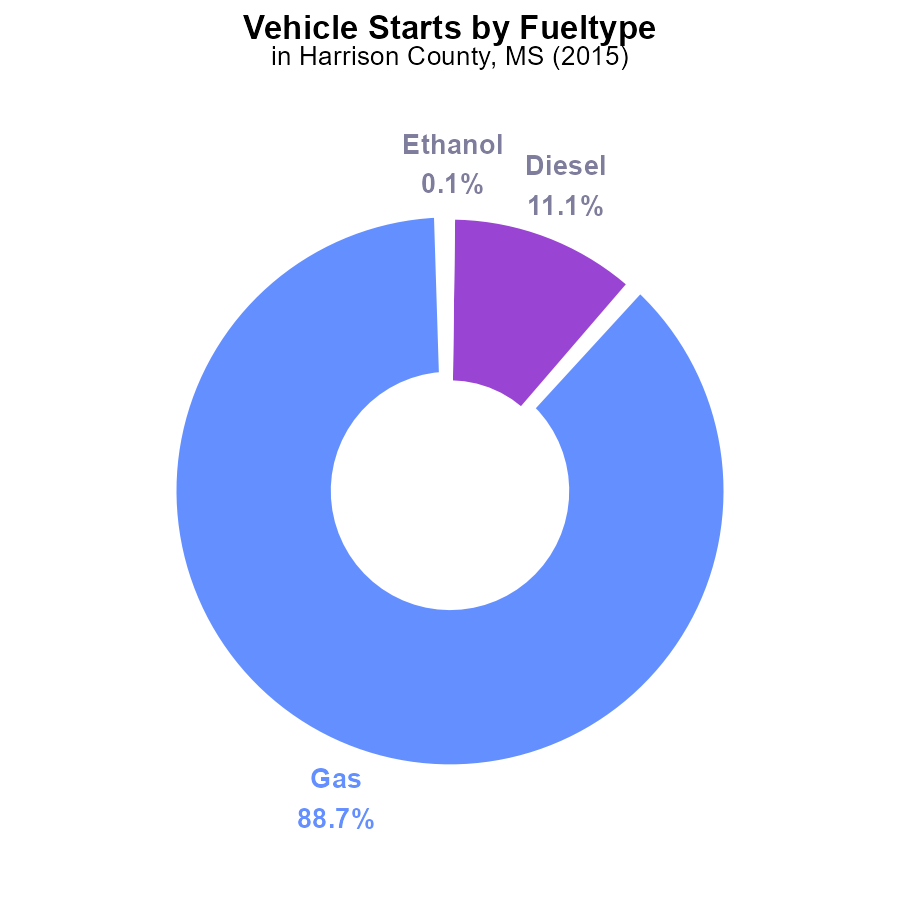 Vehicle Starts by Fueltype
in Harrison County, MS (2015)
Ethanol
0.1%
Diesel
11.1%
Gas
88.7%